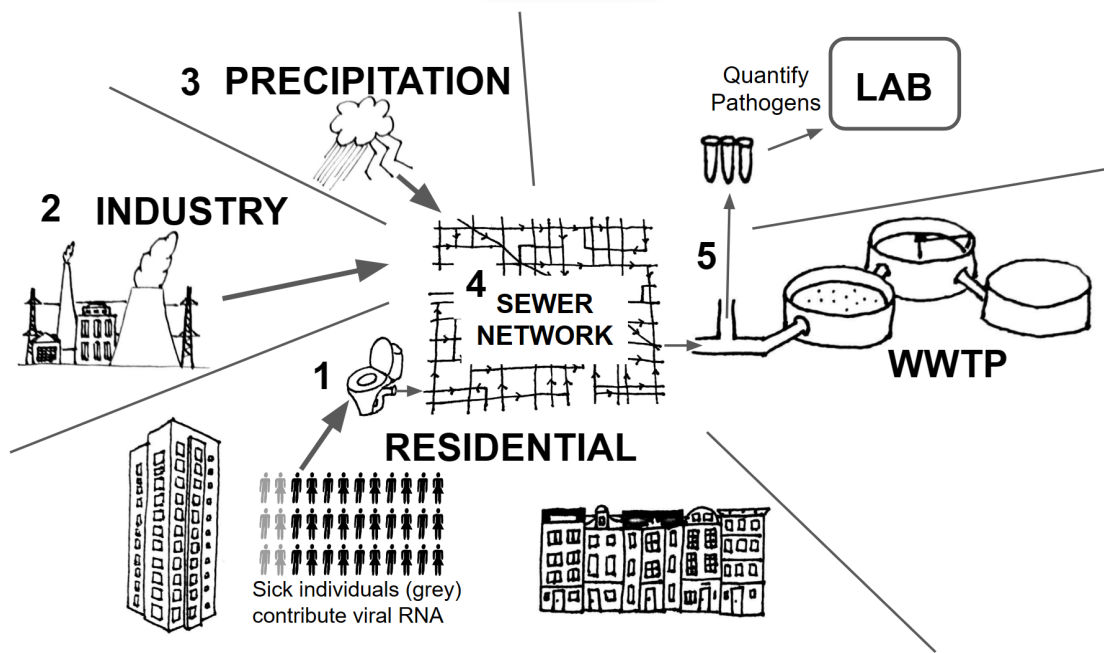 3 PRECIPITATION
Quantify
Pathogens
LAB
2 INDUSTRY
5
4
SEWER
NETWORK
1
WWTP
RESIDENTIAL
Sick individuals (grey)
contribute viral RNA